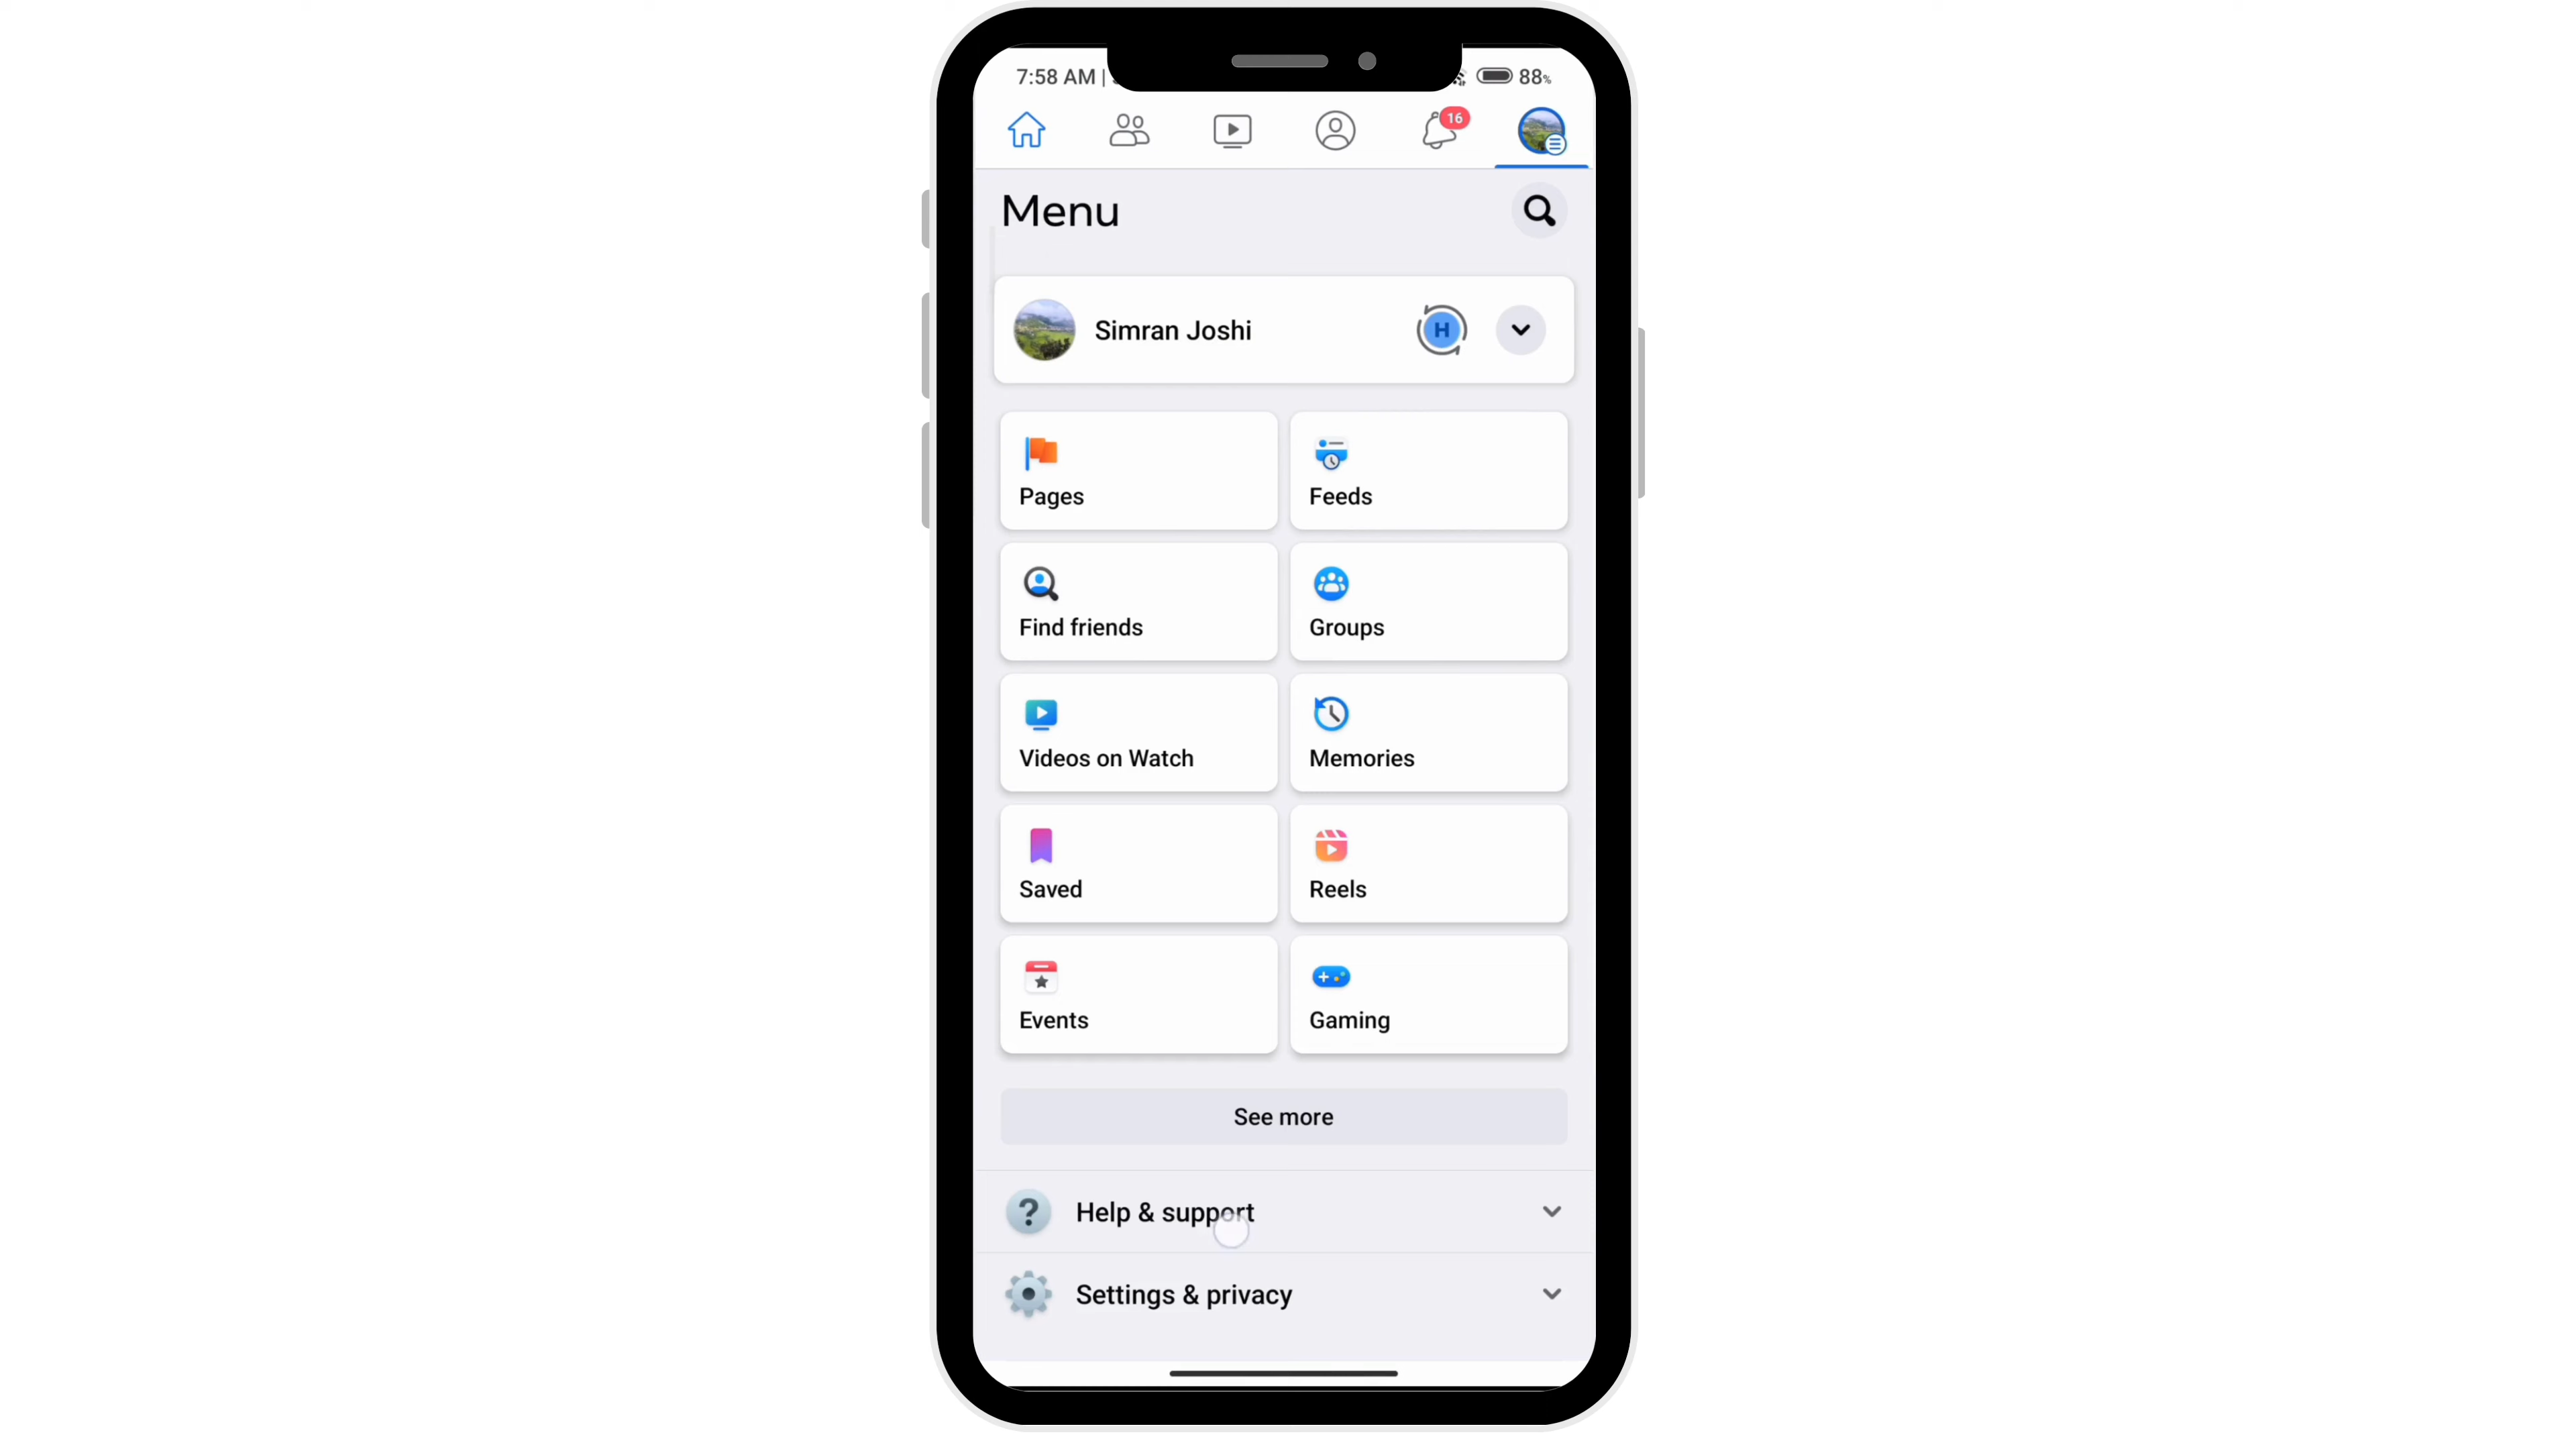 7:58 AM |
88%
16
Menu
Simran Joshi
H
Pages
Feeds
Find friends
Groups
Videos on Watch
Memories
Saved
Reels
Events
Gaming
See more
? Help & support
Settings & privacy